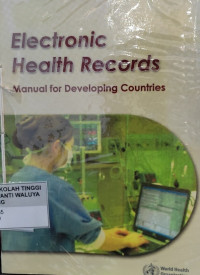 Electronic
Health Records
Manual for Developing Countries
KOLAH TINGGI
ANTI WALUYA
World Health